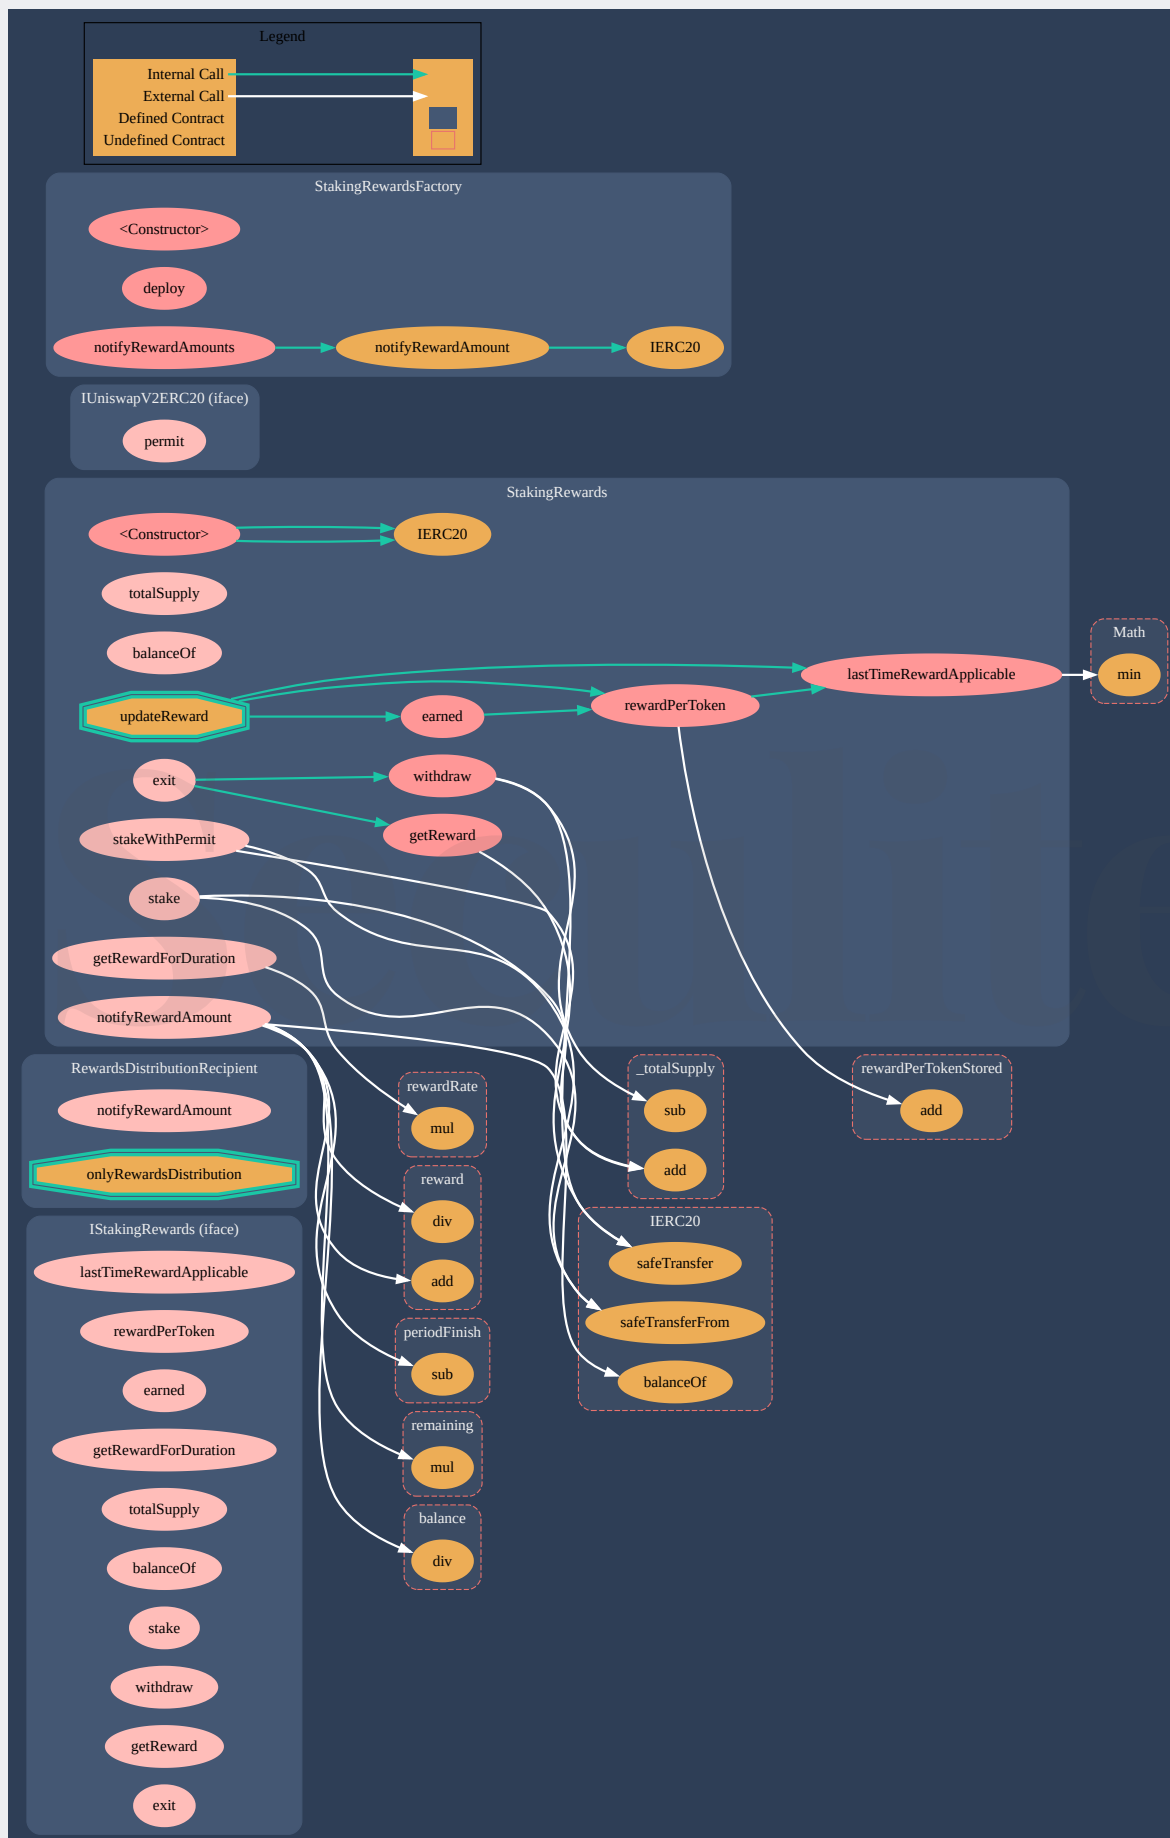 Legend
Internal Call
External Call
Defined Contract
Undefined Contract
StakingRewardsFactory
<Constructor>
deploy
notifyRewardAmounts
notifyRewardAmount
IERC20
IUniswapV2ERC20 (iface)
permit
StakingRewards
<Constructor>
IERC20
totalSupply
balanceOf
updateReward
earned
rewardPerToken
lastTimeRewardApplicable
Math
min
exit
withdraw
getReward
stakeWithPermit
stake
getRewardForDuration
notifyRewardAmount
RewardsDistributionRecipient
notifyRewardAmount
onlyRewardsDistribution
rewardRate
mul
reward
div
add
periodFinish
sub
remaining
mul
balance
div
_totalSupply
sub
add
IERC20
safeTransfer
safeTransferFrom
balanceOf
rewardPerTokenStored
add
IStakingRewards (iface)
lastTimeRewardApplicable
rewardPerToken
earned
getRewardForDuration
totalSupply
balanceOf
stake
withdraw
getReward
exit